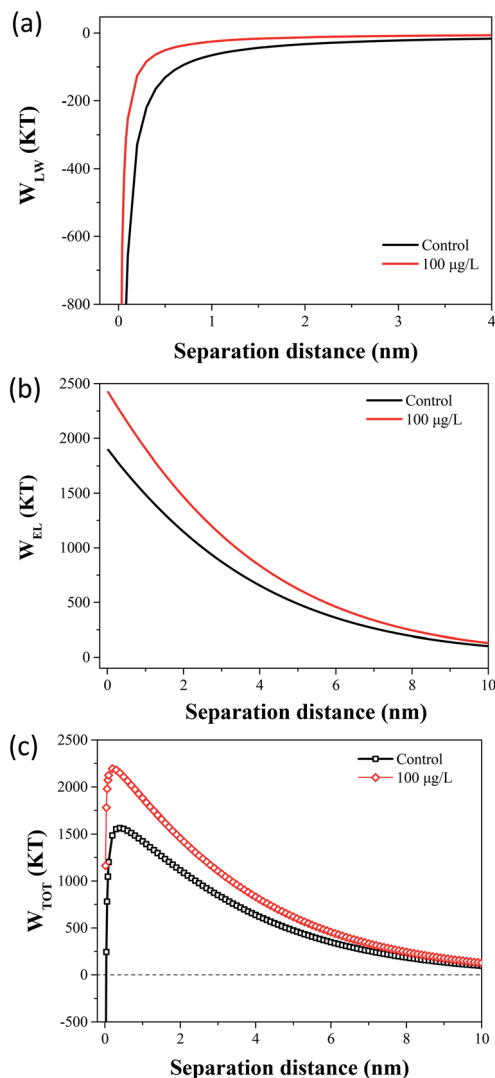 (a)
0
-200
-400
-600
-800
W_LW (KT)
Control
100 μg/L
0 1 2 3 4
Separation distance (nm)
(b)
2500
2000
1500
1000
500
0
W_EL (KT)
Control
100 μg/L
0 2 4 6 8 10
Separation distance (nm)
(c)
2500
2000
1500
1000
500
0
-500
W_TOT (KT)
Control
100 μg/L
0 2 4 6 8 10
Separation distance (nm)